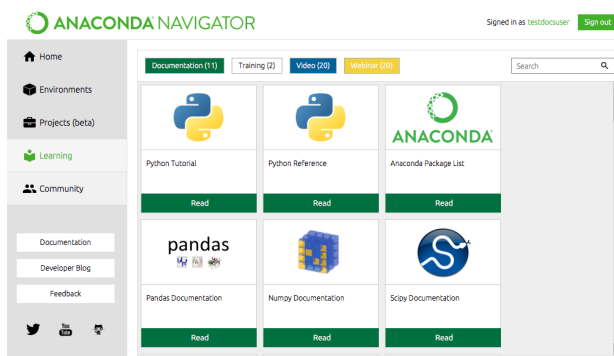 ANACONDA NAVIGATOR
Signed in as testdocsuser
Sign out
Home
Environments
Projects (beta)
Learning
Community
Documentation
Developer Blog
Feedback
You
Tube
Documentation (11)
Training (2)
Video (20)
Webinar (20)
Search
ANACONDA
Python Tutorial
Python Reference
Anaconda Package List
Read
Read
Read
pandas
Pandas Documentation
Numpy Documentation
Scipy Documentation
Read
Read
Read